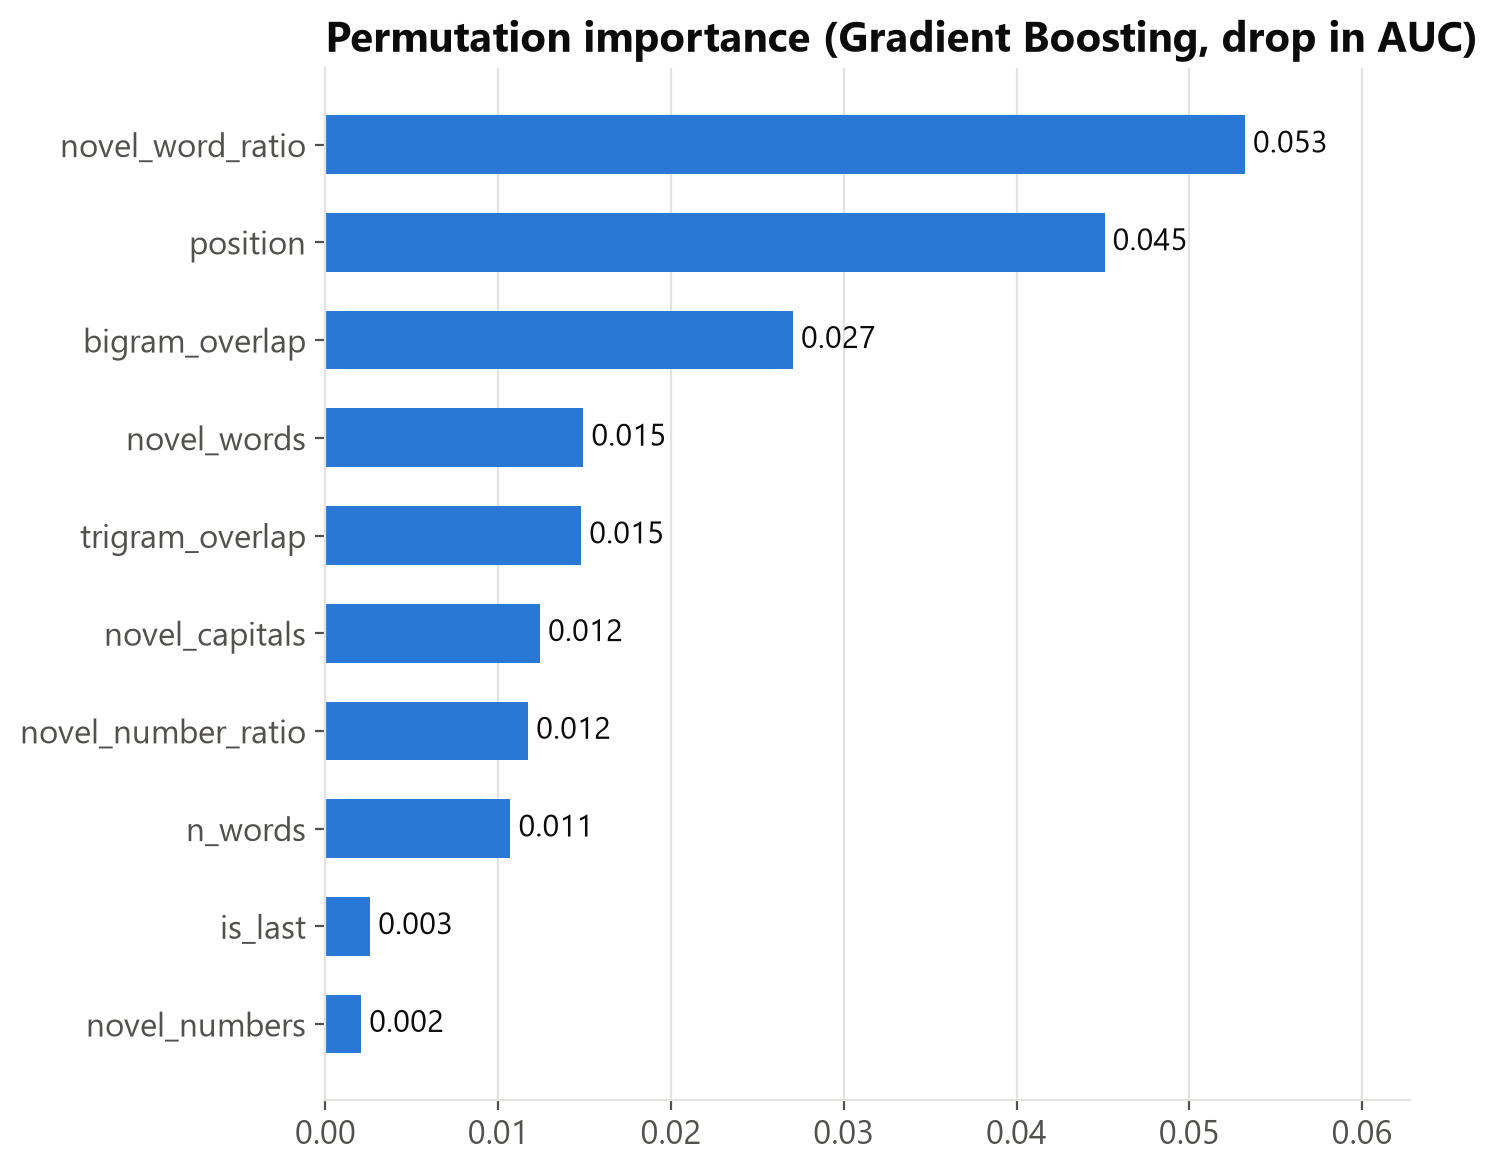 Permutation importance (Gradient Boosting, drop in AUC)
novel_word_ratio 0.053
position 0.045
bigram_overlap 0.027
novel_words 0.015
trigram_overlap 0.015
novel_capitals 0.012
novel_number_ratio 0.012
n_words 0.011
is_last 0.003
novel_numbers 0.002
0.00 0.01 0.02 0.03 0.04 0.05 0.06